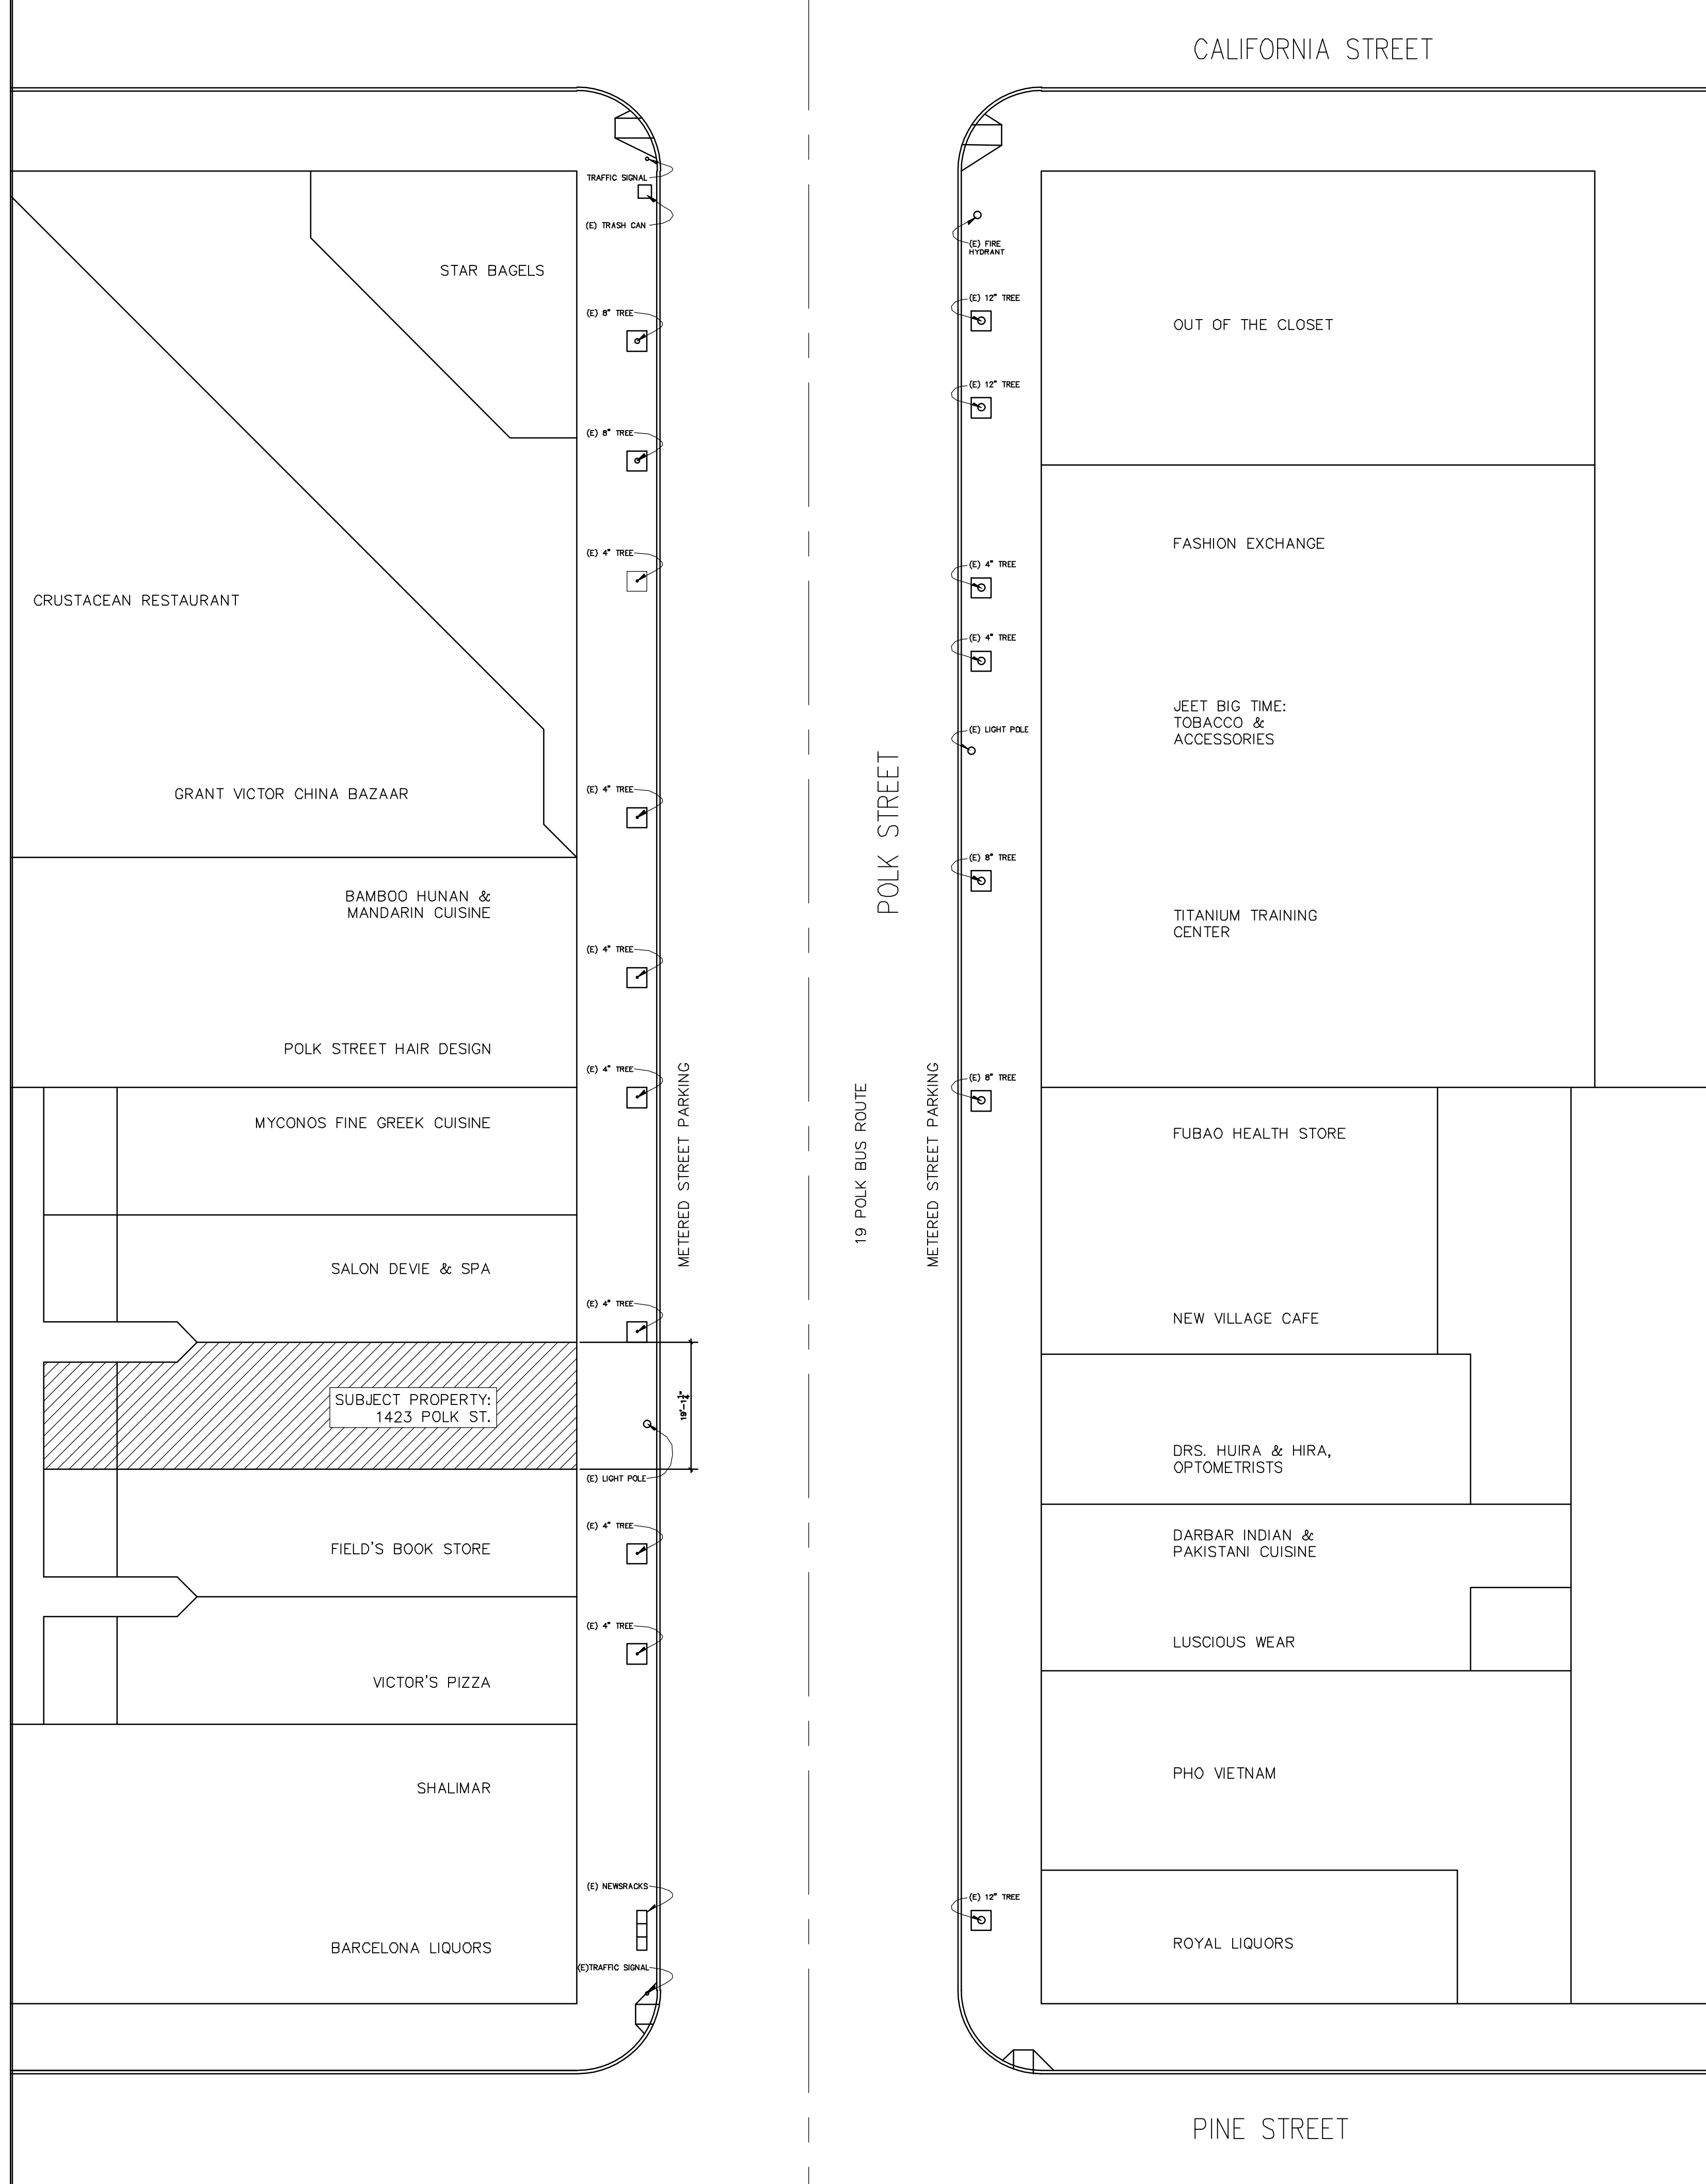 CALIFORNIA STREET
TRAFFIC SIGNAL
(E) TRASH CAN
STAR BAGELS
(E) 8" TREE
(E) 8" TREE
(E) 4" TREE
CRUSTACEAN RESTAURANT
GRANT VICTOR CHINA BAZAAR
(E) 4" TREE
BAMBOO HUNAN &
MANDARIN CUISINE
(E) 4" TREE
POLK STREET HAIR DESIGN
(E) 4" TREE
MYCONOS FINE GREEK CUISINE
SALON DEVIE & SPA
(E) 4" TREE
SUBJECT PROPERTY:
1423 POLK ST.
19'-1½"
(E) LIGHT POLE
(E) 4" TREE
FIELD'S BOOK STORE
(E) 4" TREE
VICTOR'S PIZZA
SHALIMAR
(E) NEWSRACKS
BARCELONA LIQUORS
(E)TRAFFIC SIGNAL
METERED STREET PARKING
POLK STREET
19 POLK BUS ROUTE
METERED STREET PARKING
(E) FIRE
HYDRANT
(E) 12" TREE
OUT OF THE CLOSET
(E) 12" TREE
FASHION EXCHANGE
(E) 4" TREE
(E) 4" TREE
JEET BIG TIME:
TOBACCO &
ACCESSORIES
(E) LIGHT POLE
(E) 8" TREE
TITANIUM TRAINING
CENTER
(E) 8" TREE
FUBAO HEALTH STORE
NEW VILLAGE CAFE
DRS. HUIRA & HIRA,
OPTOMETRISTS
DARBAR INDIAN &
PAKISTANI CUISINE
LUSCIOUS WEAR
PHO VIETNAM
(E) 12" TREE
ROYAL LIQUORS
PINE STREET